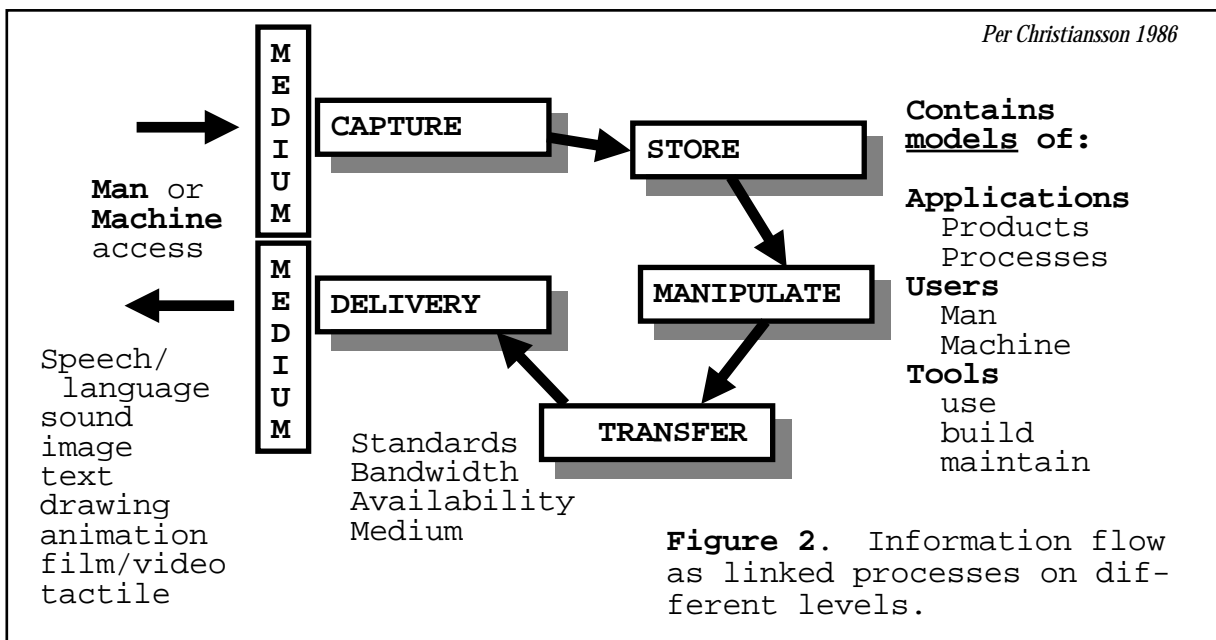 Per Christiansson 1986
MEDIUM
CAPTURE
STORE
Man or
Machine
access
MEDIUM
DELIVERY
MANIPULATE
TRANSFER
Speech/
language
sound
image
text
drawing
animation
film/video
tactile
Standards
Bandwidth
Availability
Medium
Contains
models of:
Applications
Products
Processes
Users
Man
Machine
Tools
use
build
maintain
Figure 2. Information flow
as linked processes on dif-
ferent levels.